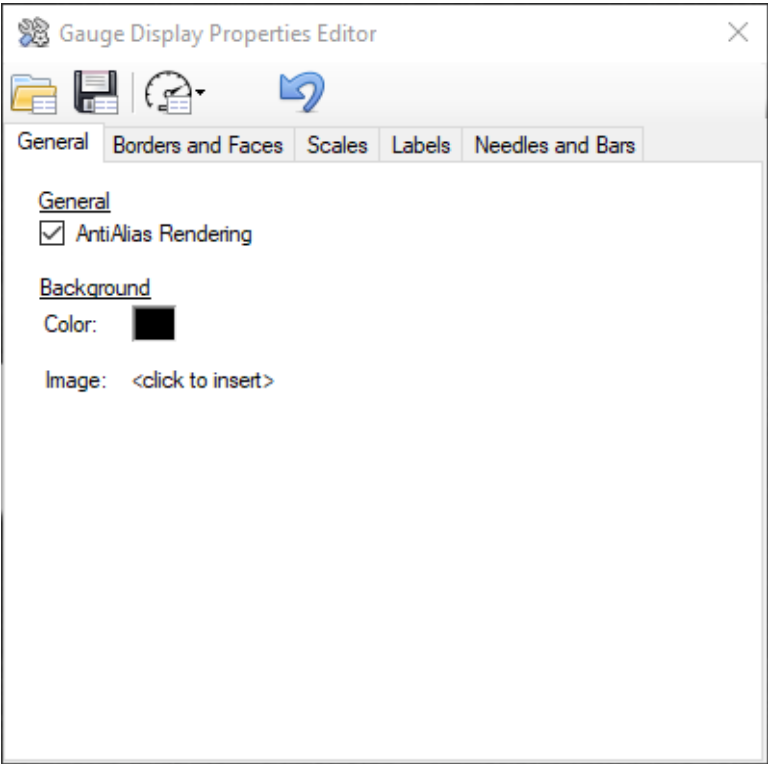 Gauge Display Properties Editor
General Borders and Faces Scales Labels Needles and Bars
General
AntiAlias Rendering
Background
Color:
Image: <click to insert>